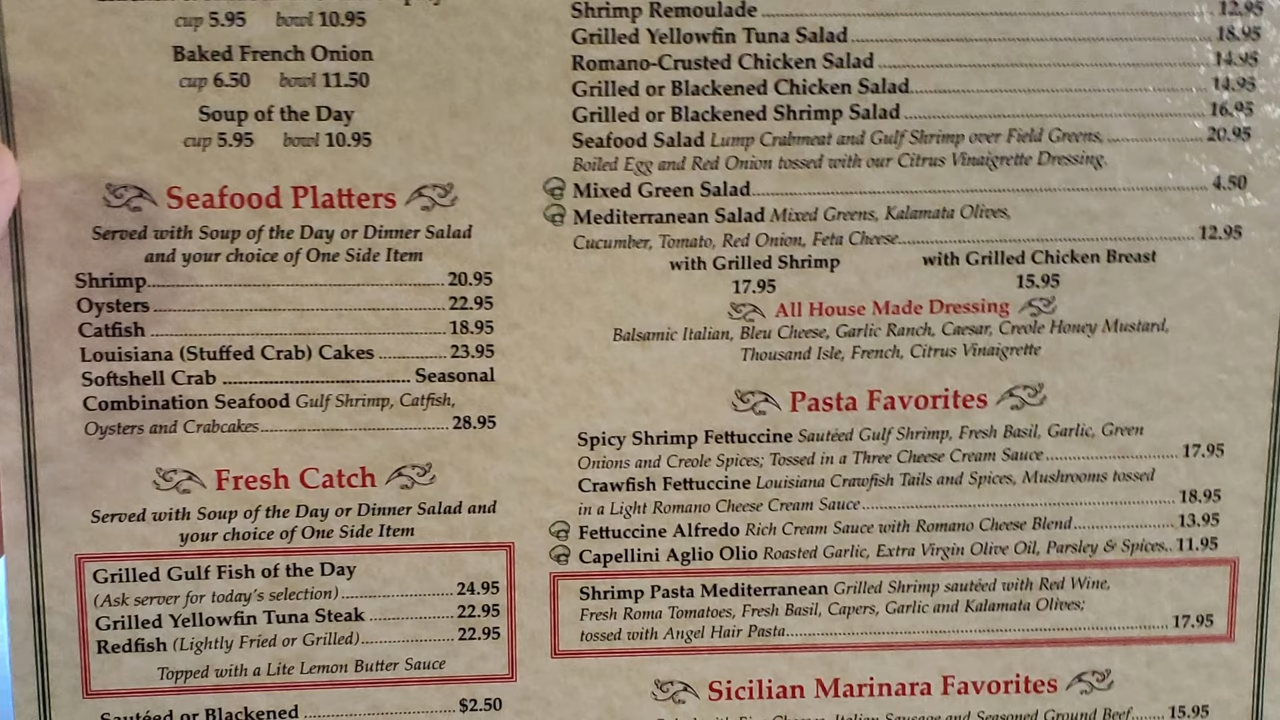 cup 5.95 bowl 10.95
Baked French Onion
cup 6.50 bowl 11.50
Soup of the Day
cup 5.95 bowl 10.95
Seafood Platters
Served with Soup of the Day or Dinner Salad
and your choice of One Side Item
Shrimp 20.95
Oysters 22.95
Catfish 18.95
Louisiana (Stuffed Crab) Cakes 23.95
Softshell Crab Seasonal
Combination Seafood Gulf Shrimp, Catfish,
Oysters and Crabcakes 28.95
Fresh Catch
Served with Soup of the Day or Dinner Salad and
your choice of One Side Item
Grilled Gulf Fish of the Day
(Ask server for today's selection) 24.95
Grilled Yellowfin Tuna Steak 22.95
Redfish (Lightly Fried or Grilled) 22.95
Topped with a Lite Lemon Butter Sauce
Sautéed or Blackened $2.50
Shrimp Remoulade 12.95
Grilled Yellowfin Tuna Salad 18.95
Romano-Crusted Chicken Salad 14.95
Grilled or Blackened Chicken Salad 14.95
Grilled or Blackened Shrimp Salad 16.95
Seafood Salad Lump Crabmeat and Gulf Shrimp over Field Greens, 20.95
Boiled Egg and Red Onion tossed with our Citrus Vinaigrette Dressing.
Mixed Green Salad 4.50
Mediterranean Salad Mixed Greens, Kalamata Olives,
Cucumber, Tomato, Red Onion, Feta Cheese 12.95
with Grilled Shrimp with Grilled Chicken Breast
17.95 15.95
All House Made Dressing
Balsamic Italian, Bleu Cheese, Garlic Ranch, Caesar, Creole Honey Mustard,
Thousand Isle, French, Citrus Vinaigrette
Pasta Favorites
Spicy Shrimp Fettuccine Sautéed Gulf Shrimp, Fresh Basil, Garlic, Green
Onions and Creole Spices; Tossed in a Three Cheese Cream Sauce 17.95
Crawfish Fettuccine Louisiana Crawfish Tails and Spices, Mushrooms tossed
in a Light Romano Cheese Cream Sauce 18.95
Fettuccine Alfredo Rich Cream Sauce with Romano Cheese Blend 13.95
Capellini Aglio Olio Roasted Garlic, Extra Virgin Olive Oil, Parsley & Spices 11.95
Shrimp Pasta Mediterranean Grilled Shrimp sautéed with Red Wine,
Fresh Roma Tomatoes, Fresh Basil, Capers, Garlic and Kalamata Olives;
tossed with Angel Hair Pasta 17.95
Sicilian Marinara Favorites
Italian Sausage and Seasoned Ground Beef 15.95